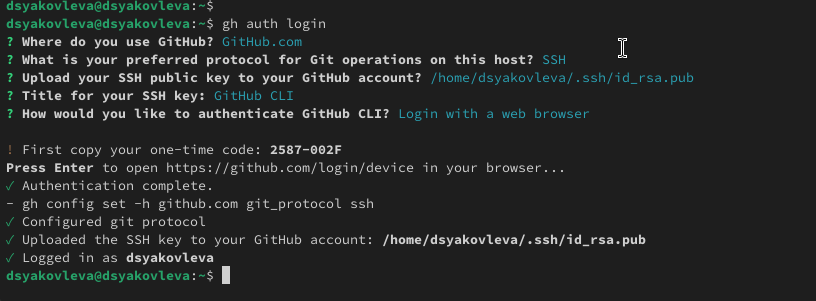 dsyakovleva@dsyakovleva:~$
dsyakovleva@dsyakovleva:~$ gh auth login
? Where do you use GitHub? GitHub.com
? What is your preferred protocol for Git operations on this host? SSH
? Upload your SSH public key to your GitHub account? /home/dsyakovleva/.ssh/id_rsa.pub
? Title for your SSH key: GitHub CLI
? How would you like to authenticate GitHub CLI? Login with a web browser
! First copy your one-time code: 2587-002F
Press Enter to open https://github.com/login/device in your browser...
✓ Authentication complete.
- gh config set -h github.com git_protocol ssh
✓ Configured git protocol
✓ Uploaded the SSH key to your GitHub account: /home/dsyakovleva/.ssh/id_rsa.pub
✓ Logged in as dsyakovleva
dsyakovleva@dsyakovleva:~$